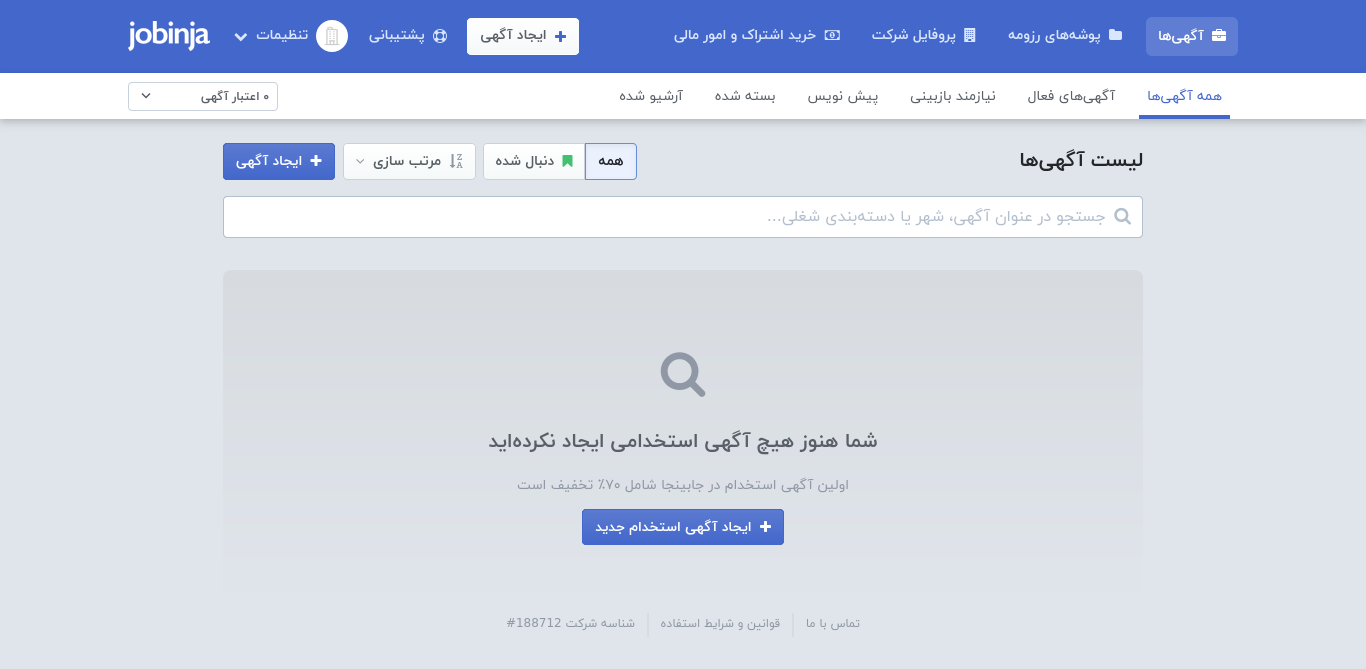 آگهی‌ها
پوشه‌های رزومه
پروفایل شرکت
خرید اشتراک و امور مالی
ایجاد آگهی
پشتیبانی
تنظیمات
jobinja
همه آگهی‌ها
آگهی‌های فعال
نیازمند بازبینی
پیش نویس
بسته شده
آرشیو شده
۰ اعتبار آگهی
لیست آگهی‌ها
همه
دنبال شده
مرتب سازی
ایجاد آگهی
جستجو در عنوان آگهی، شهر یا دسته‌بندی شغلی...
شما هنوز هیچ آگهی استخدامی ایجاد نکرده‌اید
اولین آگهی استخدام در جابینجا شامل ۷۰٪ تخفیف است
ایجاد آگهی استخدام جدید
تماس با ما
قوانین و شرایط استفاده
شناسه شرکت 188712#